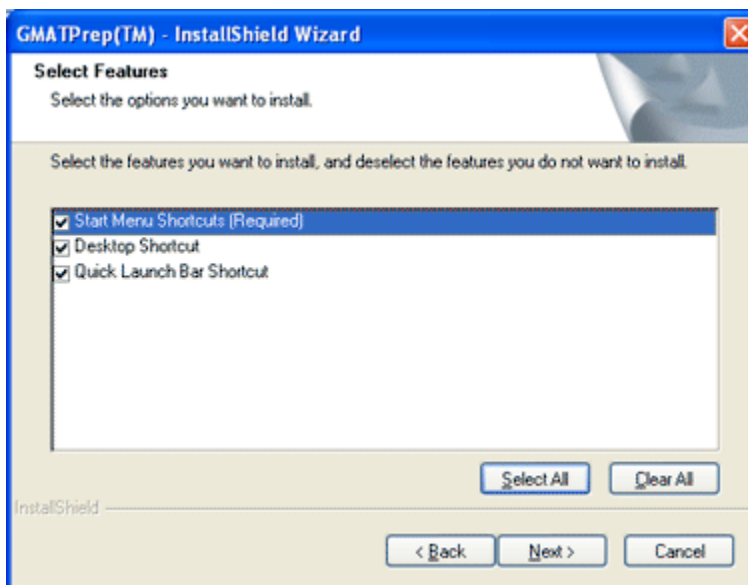 GMATPrep(TM) - InstallShield Wizard
Select Features
Select the options you want to install.
Select the features you want to install, and deselect the features you do not want to install.
Start Menu Shortcuts (Required)
Desktop Shortcut
Quick Launch Bar Shortcut
Select All Clear All
InstallShield
< Back Next > Cancel